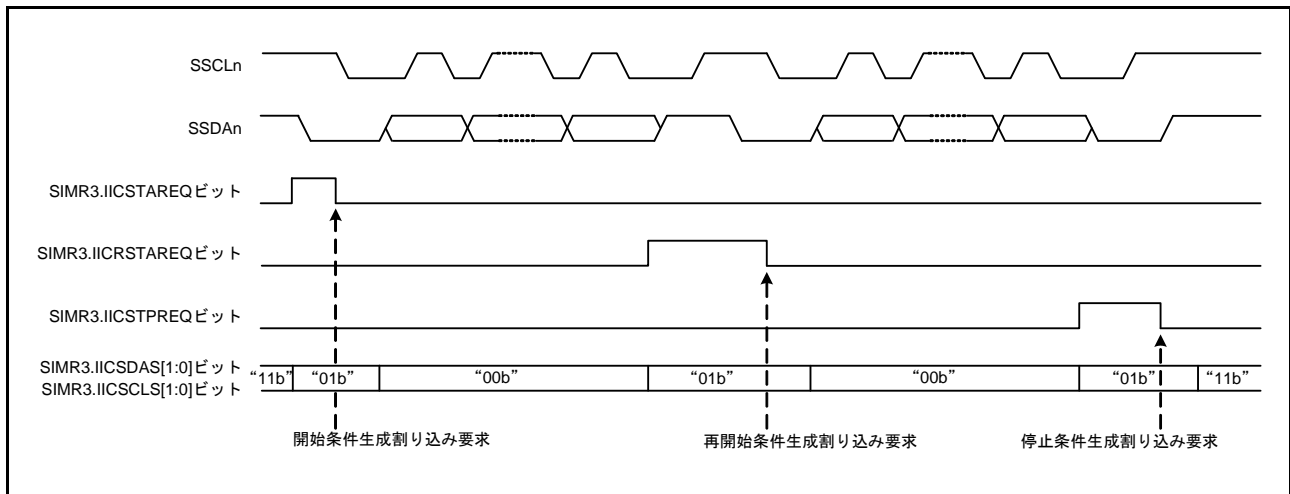 SSCLn
SSDAn
SIMR3.IICSTAREQビット
SIMR3.IICRSTAREQビット
SIMR3.IICSTPREQビット
SIMR3.IICSDAS[1:0]ビット
SIMR3.IICSCLS[1:0]ビット
“11b” “01b” “00b” “01b” “00b” “01b” “11b”
開始条件生成割り込み要求 再開始条件生成割り込み要求 停止条件生成割り込み要求